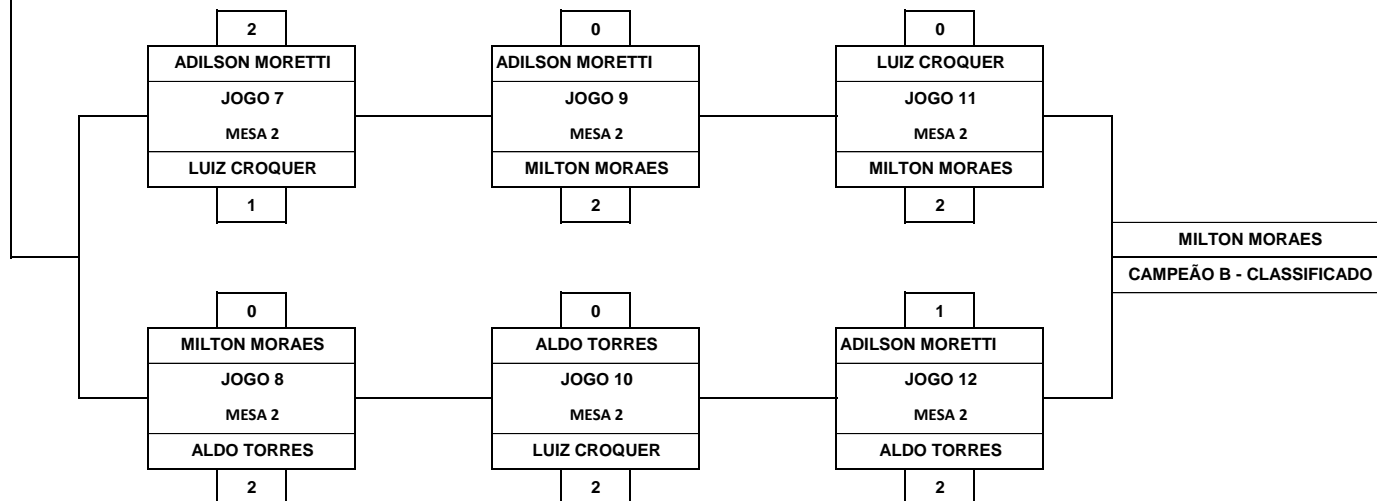 2
ADILSON MORETTI
JOGO 7
MESA 2
LUIZ CROQUER
1
0
ADILSON MORETTI
JOGO 9
MESA 2
MILTON MORAES
2
0
LUIZ CROQUER
JOGO 11
MESA 2
MILTON MORAES
2
MILTON MORAES
CAMPEÃO B - CLASSIFICADO
0
MILTON MORAES
JOGO 8
MESA 2
ALDO TORRES
2
0
ALDO TORRES
JOGO 10
MESA 2
LUIZ CROQUER
2
1
ADILSON MORETTI
JOGO 12
MESA 2
ALDO TORRES
2